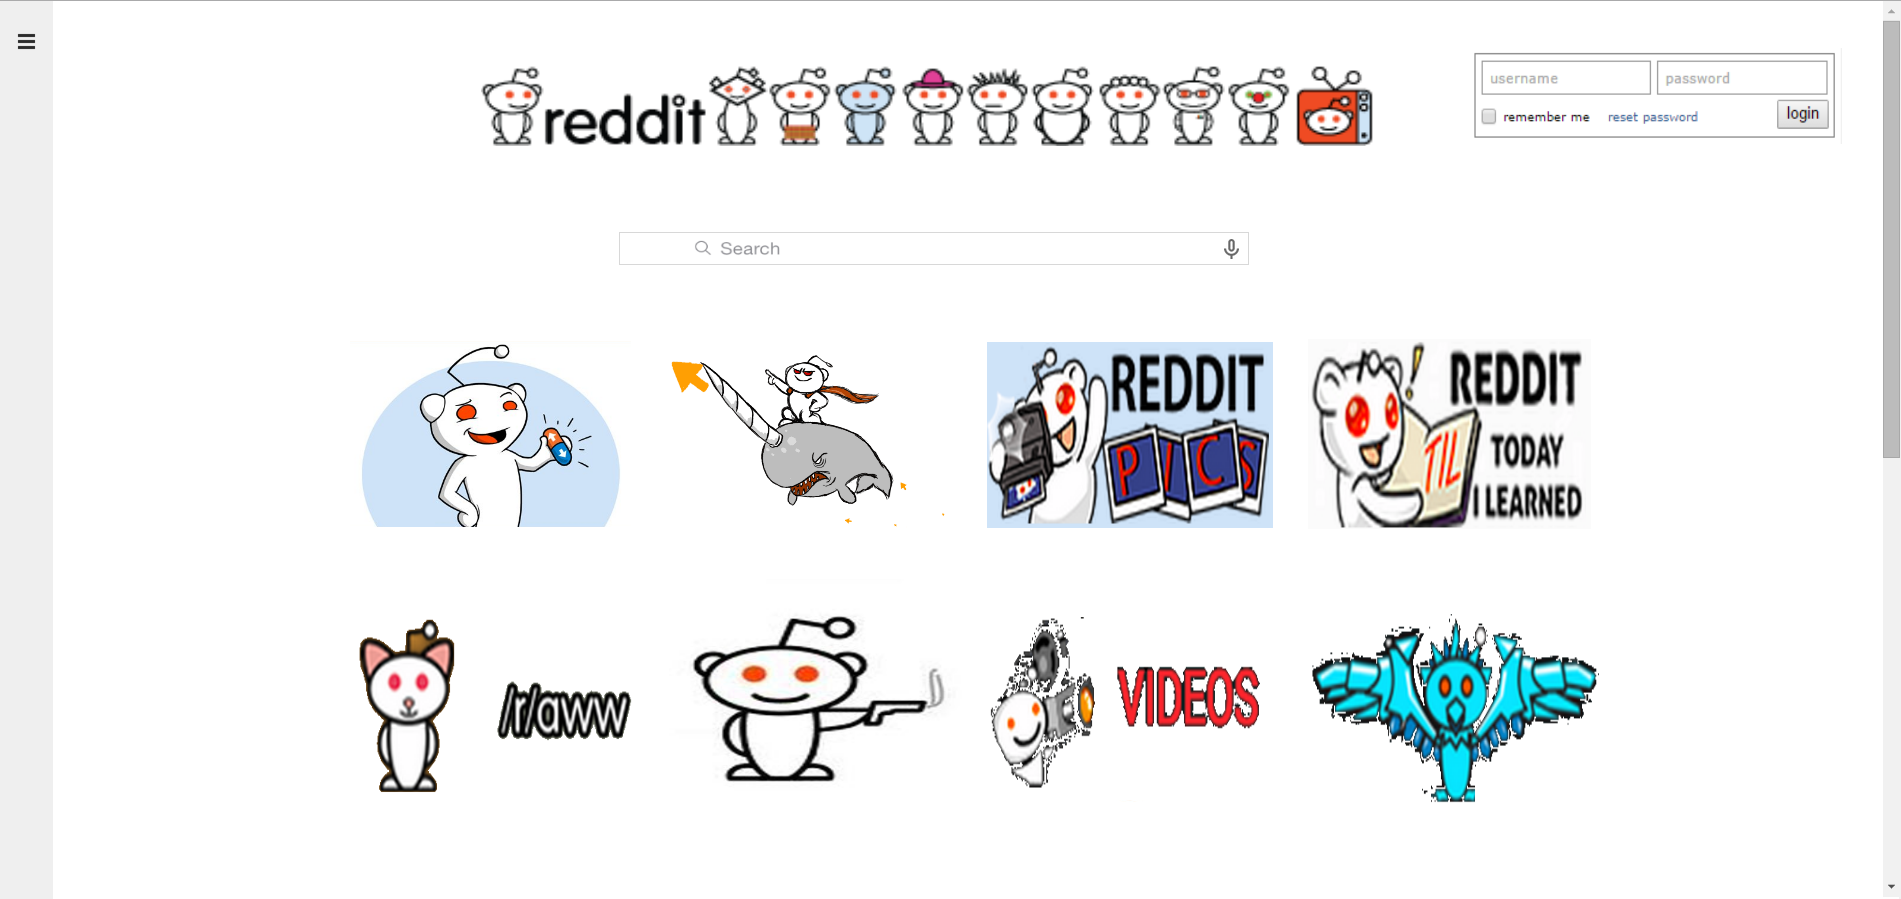 reddit
username
password
remember me
reset password
login
Search
REDDIT
PICS
REDDIT
TIL
TODAY
I LEARNED
/r/aww
VIDEOS